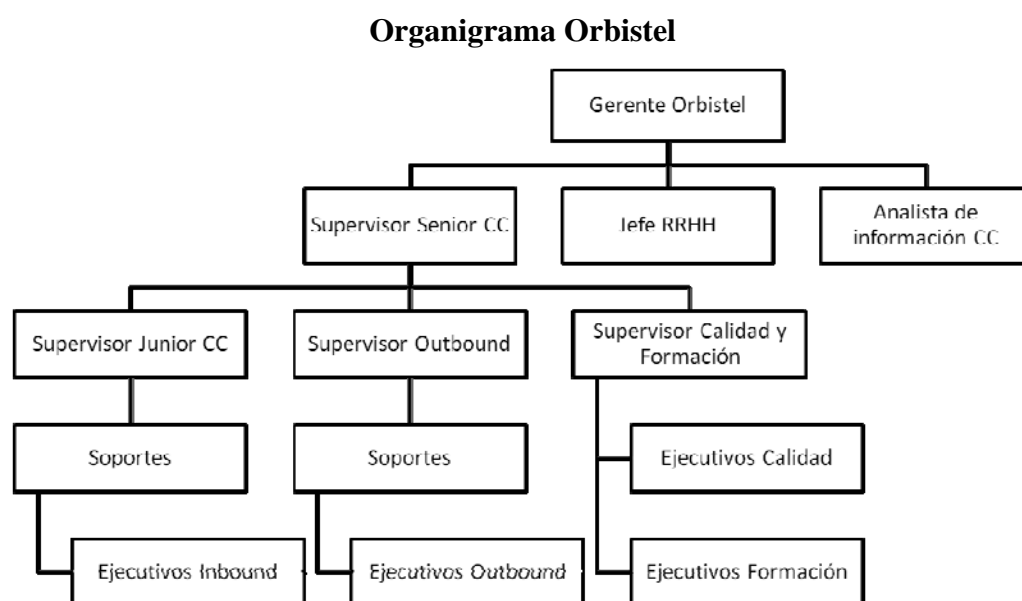 Organigrama Orbistel
Gerente Orbistel
Supervisor Senior CC
Jefe RRHH
Analista de
información CC
Supervisor Junior CC
Supervisor Outbound
Supervisor Calidad y
Formación
Soportes
Soportes
Ejecutivos Calidad
Ejecutivos Inbound
Ejecutivos Outbound
Ejecutivos Formación